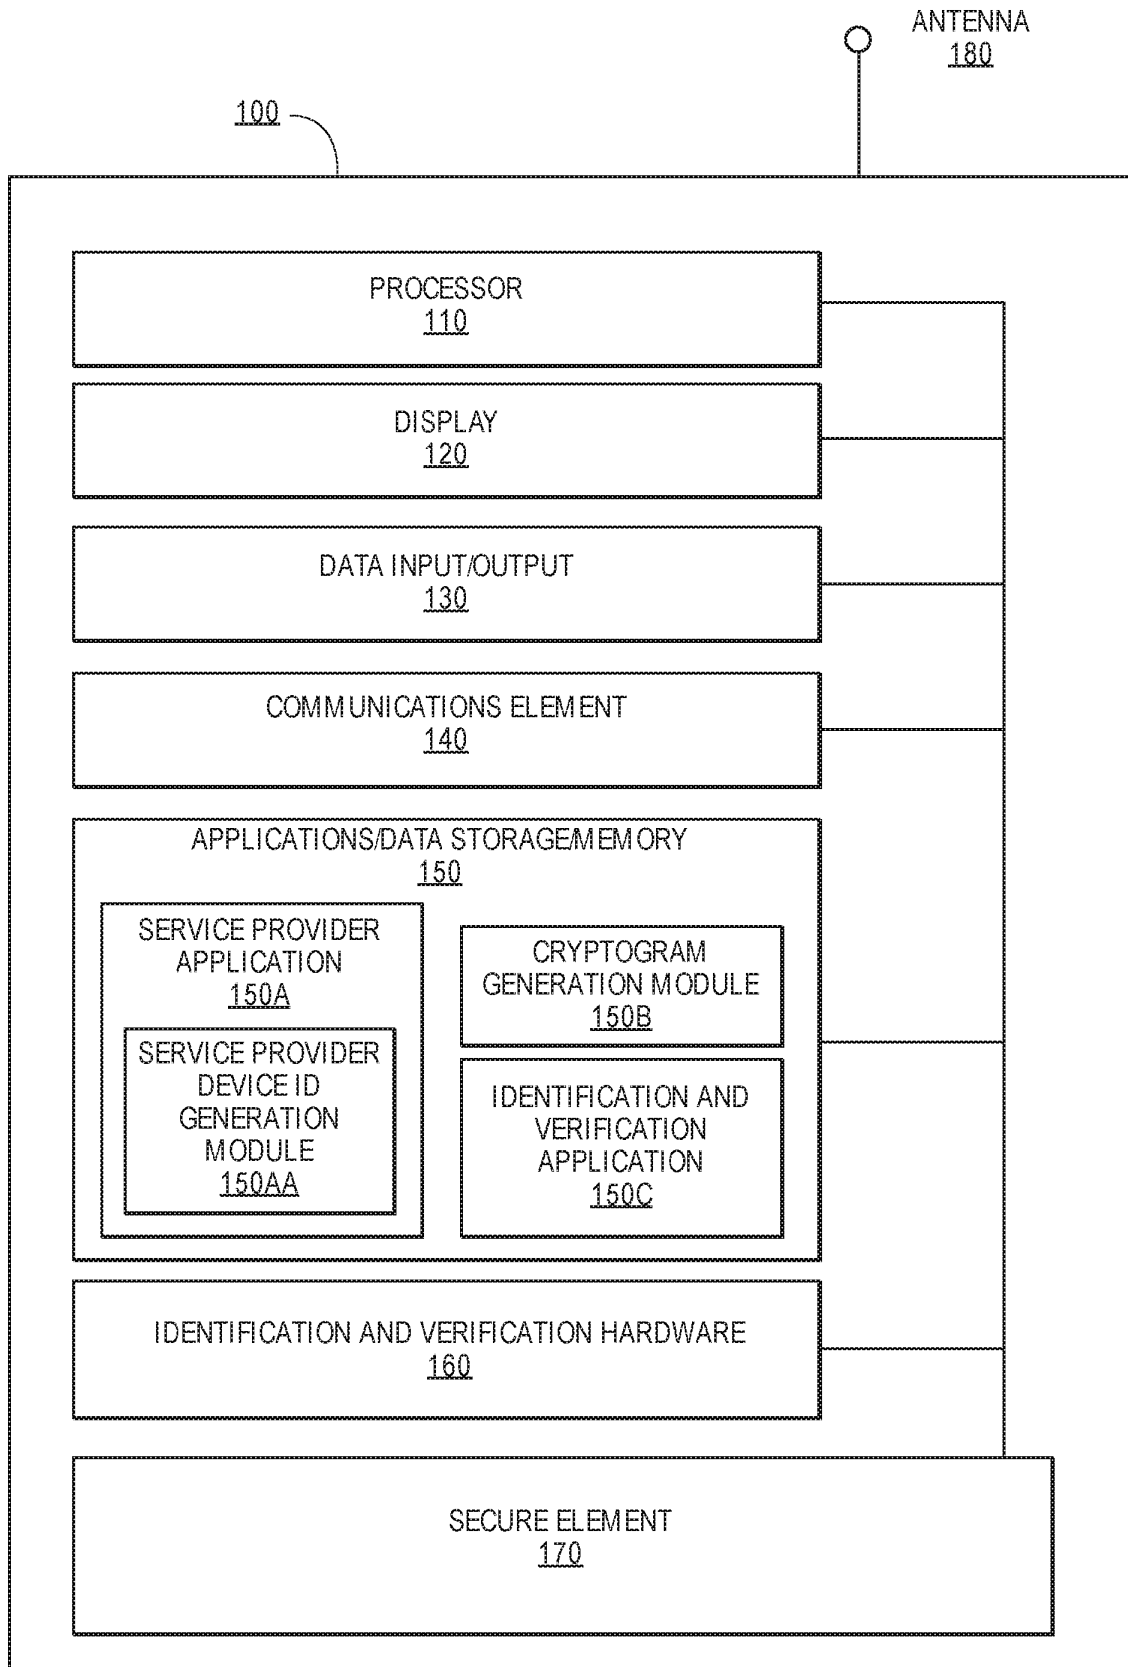 ANTENNA
180
100
PROCESSOR
110
DISPLAY
120
DATA INPUT/OUTPUT
130
COMMUNICATIONS ELEMENT
140
APPLICATIONS/DATA STORAGE/MEMORY
150
SERVICE PROVIDER
APPLICATION
150A
SERVICE PROVIDER
DEVICE ID
GENERATION
MODULE
150AA
CRYPTOGRAM
GENERATION MODULE
150B
IDENTIFICATION AND
VERIFICATION
APPLICATION
150C
IDENTIFICATION AND VERIFICATION HARDWARE
160
SECURE ELEMENT
170